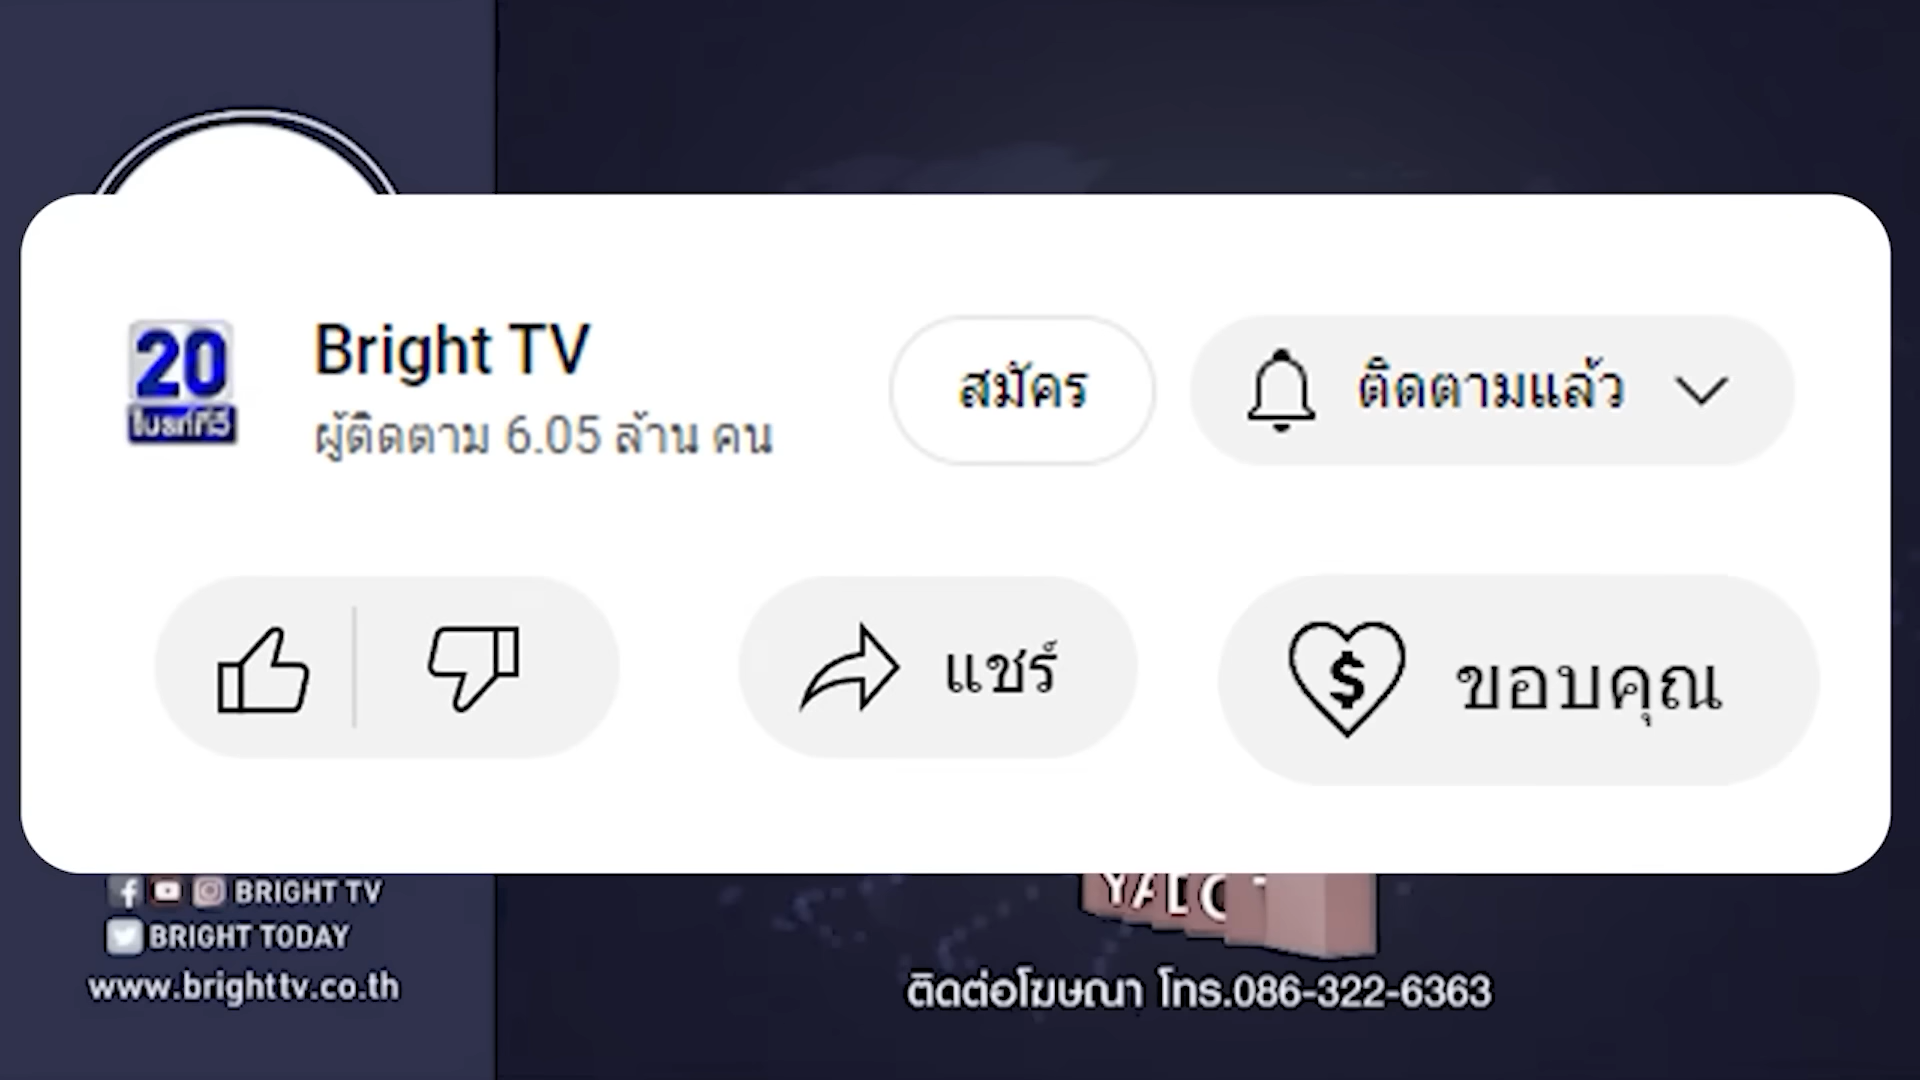 20
ไบรท์ทีวี
Bright TV
ผู้ติดตาม 6.05 ล้าน คน
สมัคร
ติดตามแล้ว
แชร์
ขอบคุณ
BRIGHT TV
BRIGHT TODAY
www.brighttv.co.th
ติดต่อโฆษณา โทร.086-322-6363